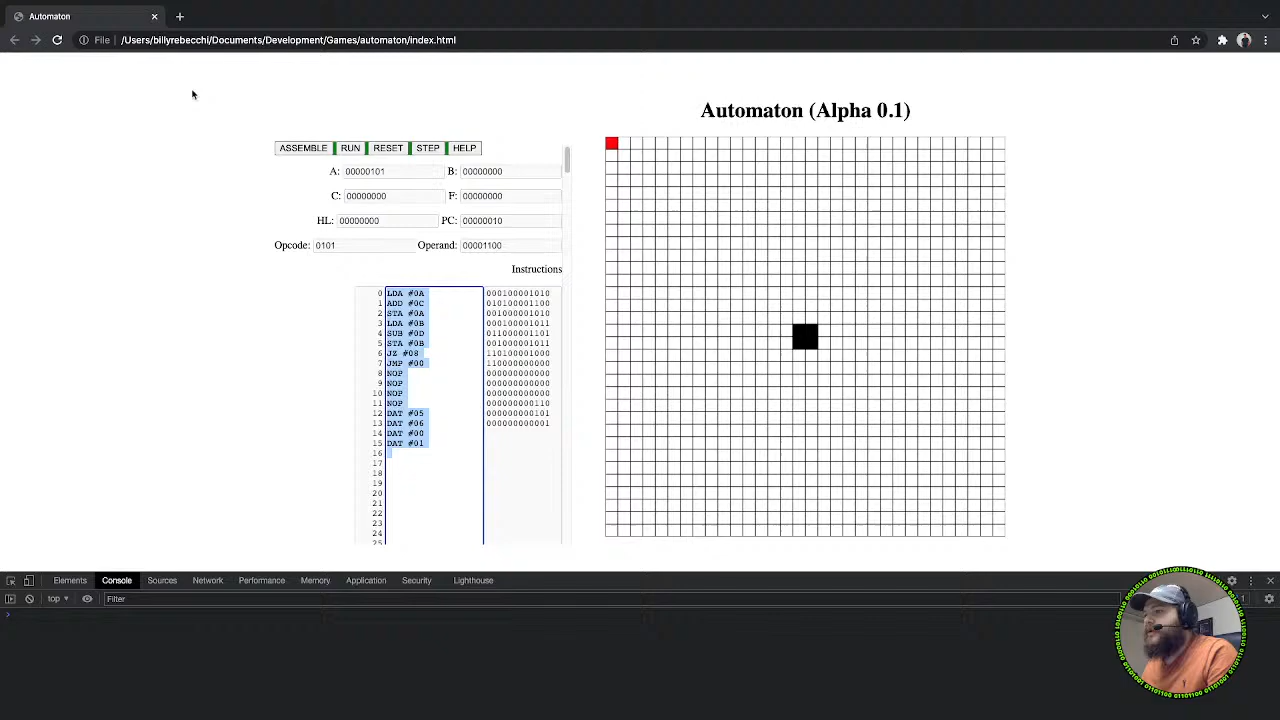 Automaton
File /Users/billyrebecchi/Documents/Development/Games/automaton/index.html
Automaton (Alpha 0.1)
ASSEMBLE RUN RESET STEP HELP
A: 00000101 B: 00000000
C: 00000000 F: 00000000
HL: 00000000 PC: 00000010
Opcode: 0101 Operand: 00001100
Instructions
0 LDA #0A 000100001010
1 ADD #0C 010100001100
2 STA #0A 001000001010
3 LDA #0B 000100001011
4 SUB #0D 011000001101
5 STA #0B 001000001011
6 JZ #08 110100001000
7 JMP #00 110000000000
8 NOP 000000000000
9 NOP 000000000000
10 NOP 000000000000
11 NOP 000000000110
12 DAT #05 000000000101
13 DAT #06 000000000001
14 DAT #00
15 DAT #01
16
17
18
19
20
21
22
23
24
25
Elements Console Sources Network Performance Memory Application Security Lighthouse
top Filter 1